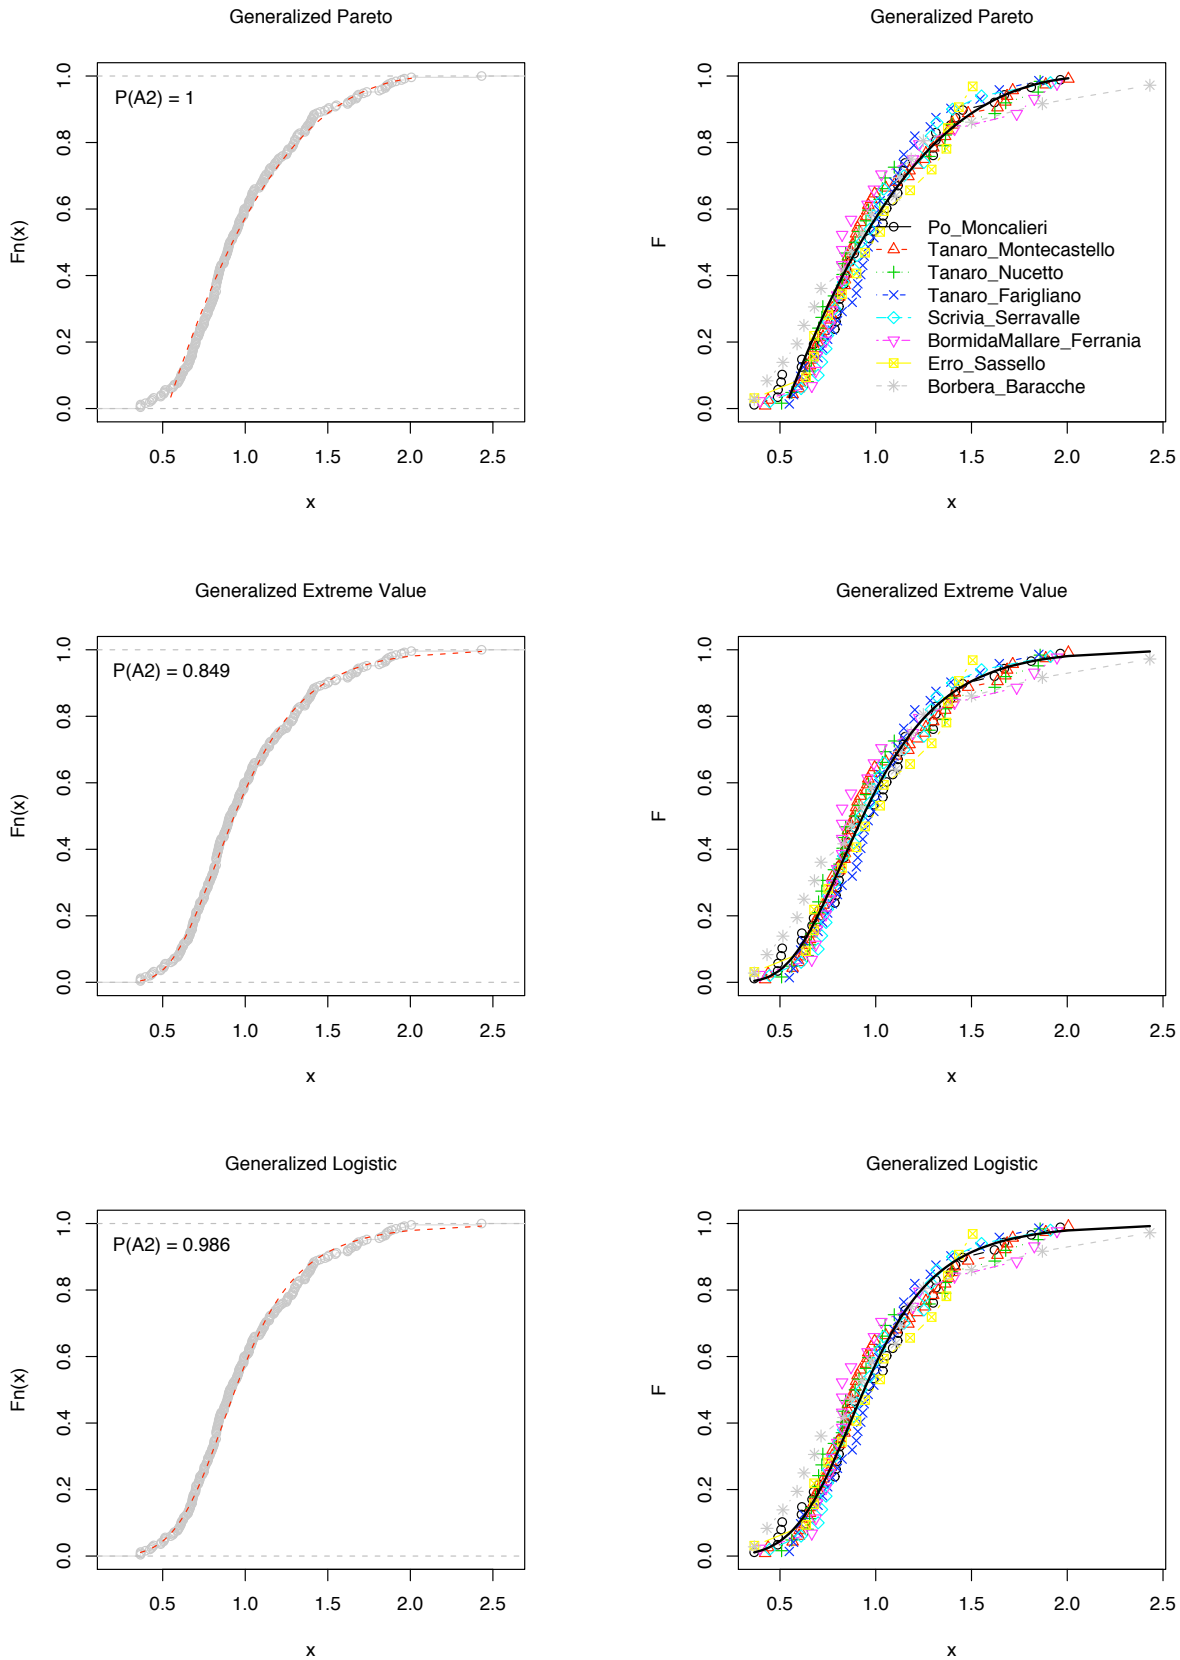 Generalized Pareto
P(A2) = 1
Fn(x)
0.0 0.2 0.4 0.6 0.8 1.0
0.5 1.0 1.5 2.0 2.5
x
Generalized Pareto
F
0.0 0.2 0.4 0.6 0.8 1.0
Po_Moncalieri
Tanaro_Montecastello
Tanaro_Nucetto
Tanaro_Farigliano
Scrivia_Serravalle
BormidaMallare_Ferrania
Erro_Sassello
Borbera_Baracche
0.5 1.0 1.5 2.0 2.5
x
Generalized Extreme Value
P(A2) = 0.849
Fn(x)
0.0 0.2 0.4 0.6 0.8 1.0
0.5 1.0 1.5 2.0 2.5
x
Generalized Extreme Value
F
0.0 0.2 0.4 0.6 0.8 1.0
0.5 1.0 1.5 2.0 2.5
x
Generalized Logistic
P(A2) = 0.986
Fn(x)
0.0 0.2 0.4 0.6 0.8 1.0
0.5 1.0 1.5 2.0 2.5
x
Generalized Logistic
F
0.0 0.2 0.4 0.6 0.8 1.0
0.5 1.0 1.5 2.0 2.5
x